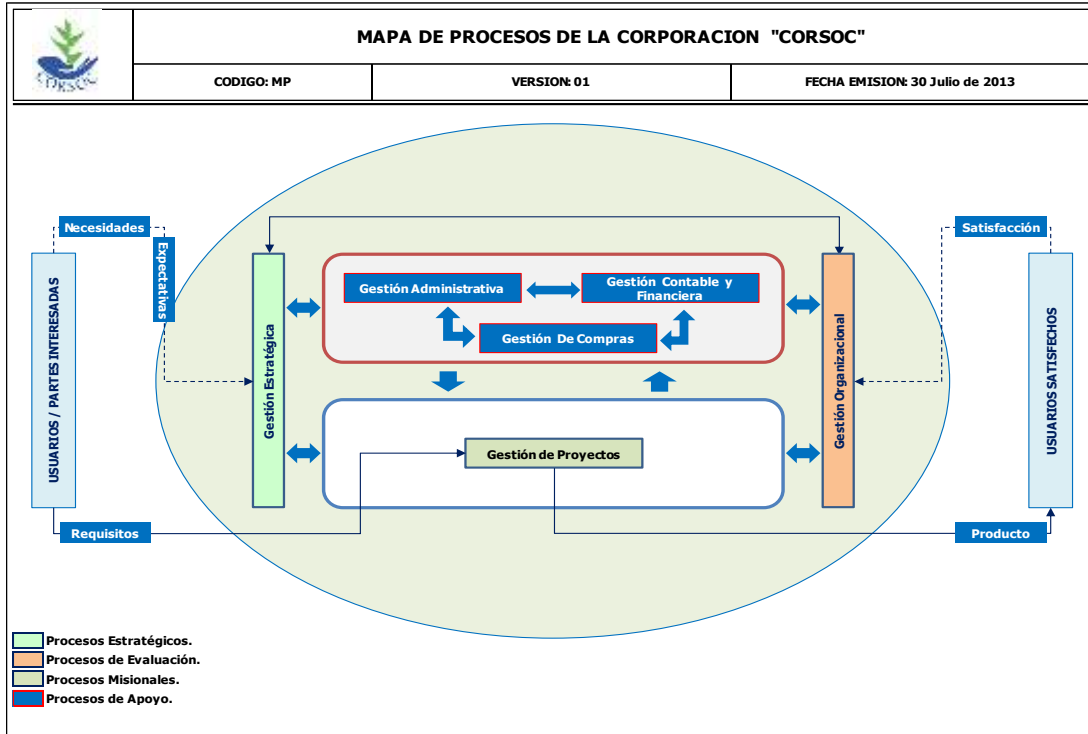 MAPA DE PROCESOS DE LA CORPORACION "CORSOC"
CORSOC
CODIGO: MP
VERSION: 01
FECHA EMISION: 30 Julio de 2013
Necesidades
Expectativas
Satisfacción
USUARIOS / PARTES INTERESADAS
Gestión Estratégica
Gestión Administrativa
Gestión Contable y
Financiera
Gestión De Compras
Gestión de Proyectos
Gestión Organizacional
USUARIOS SATISFECHOS
Requisitos
Producto
Procesos Estratégicos.
Procesos de Evaluación.
Procesos Misionales.
Procesos de Apoyo.